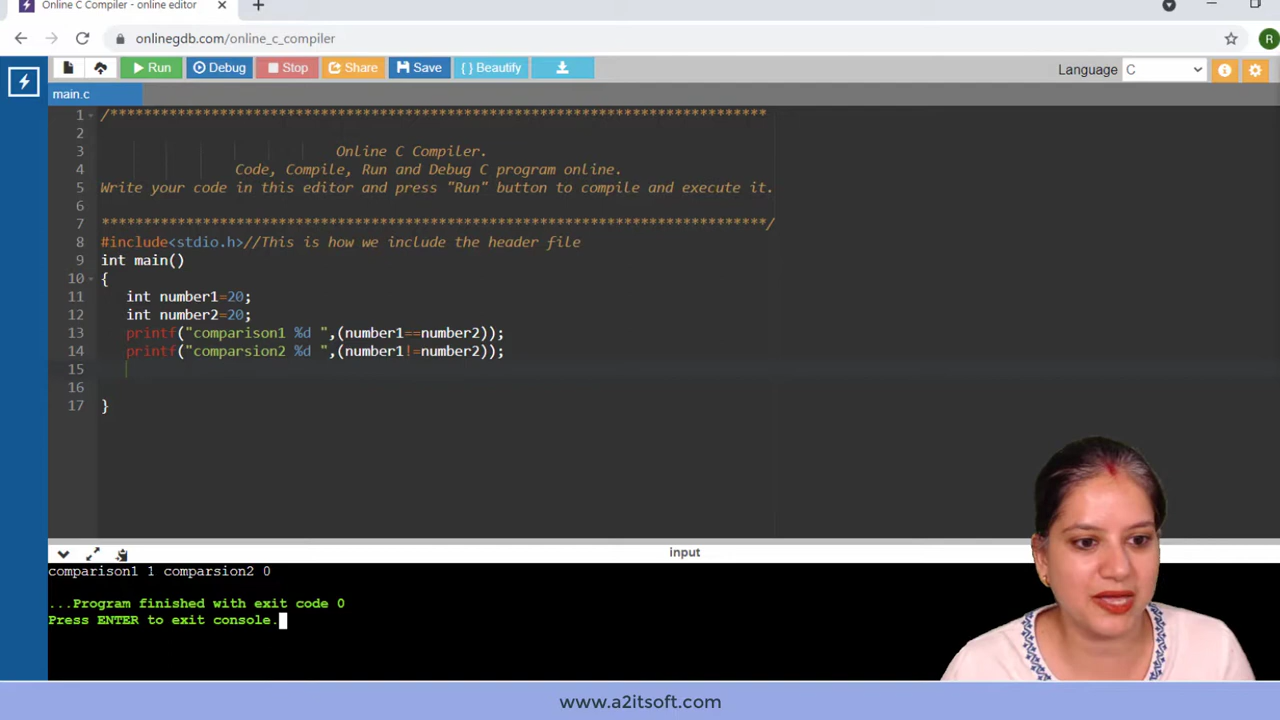 Online C Compiler - online editor
onlinegdb.com/online_c_compiler
R
Run Debug Stop Share Save { } Beautify Language C
main.c
1 /******************************************************************************
2
3 Online C Compiler.
4 Code, Compile, Run and Debug C program online.
5 Write your code in this editor and press "Run" button to compile and execute it.
6
7 *******************************************************************************/
8 #include<stdio.h>//This is how we include the header file
9 int main()
10 {
11 int number1=20;
12 int number2=20;
13 printf("comparison1 %d ",(number1==number2));
14 printf("comparsion2 %d ",(number1!=number2));
15
16
17 }
input
comparison1 1 comparsion2 0
...Program finished with exit code 0
Press ENTER to exit console.
www.a2itsoft.com